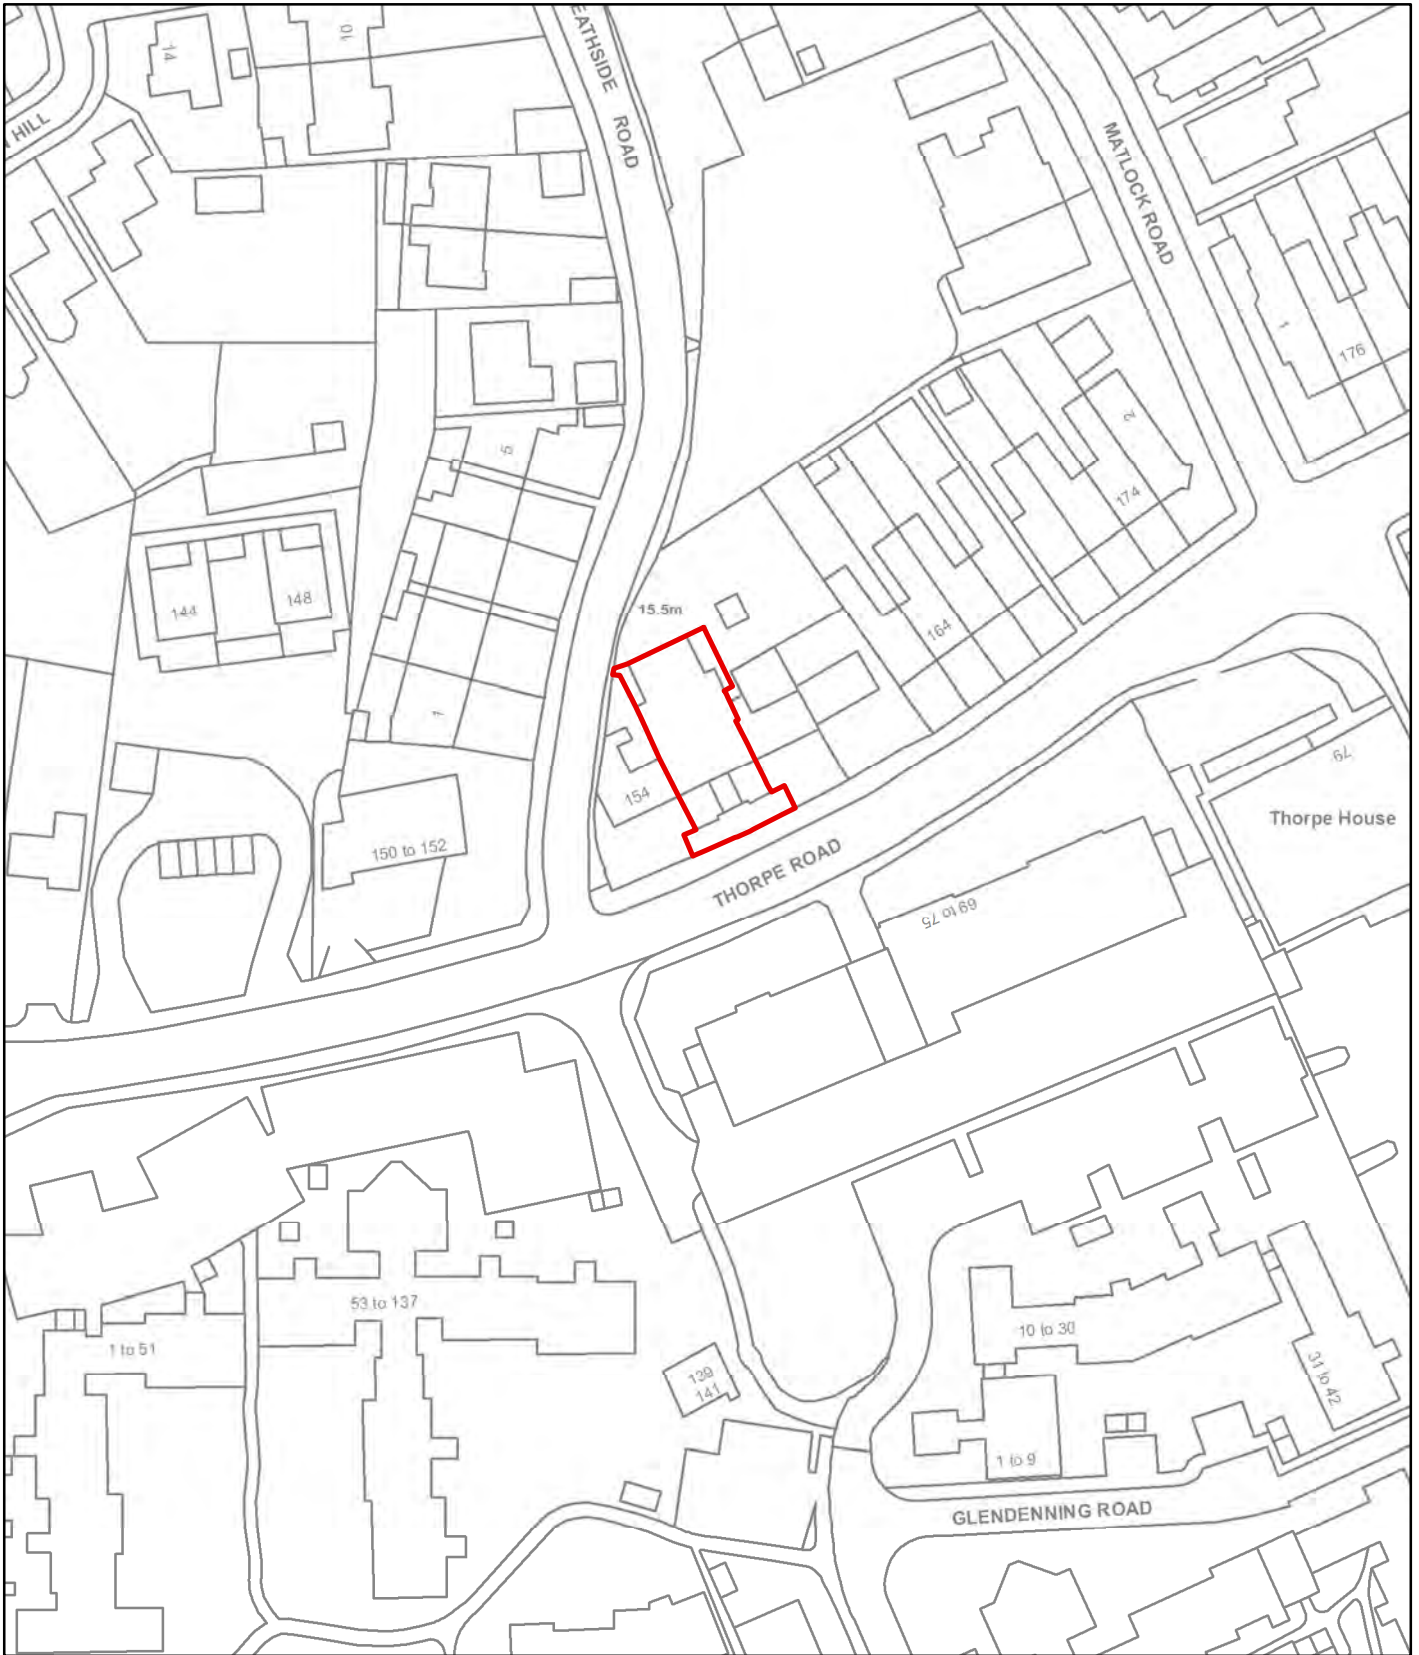 14
10
EATHSIDE ROAD
HILL
MATLOCK ROAD
1
176
5
2
174
144
148
15.5m
164
1
154
79
Thorpe House
150 to 152
THORPE ROAD
69 to 75
53 to 137
1 to 51
10 to 30
139
141
31 to 42
1 to 9
GLENDENNING ROAD